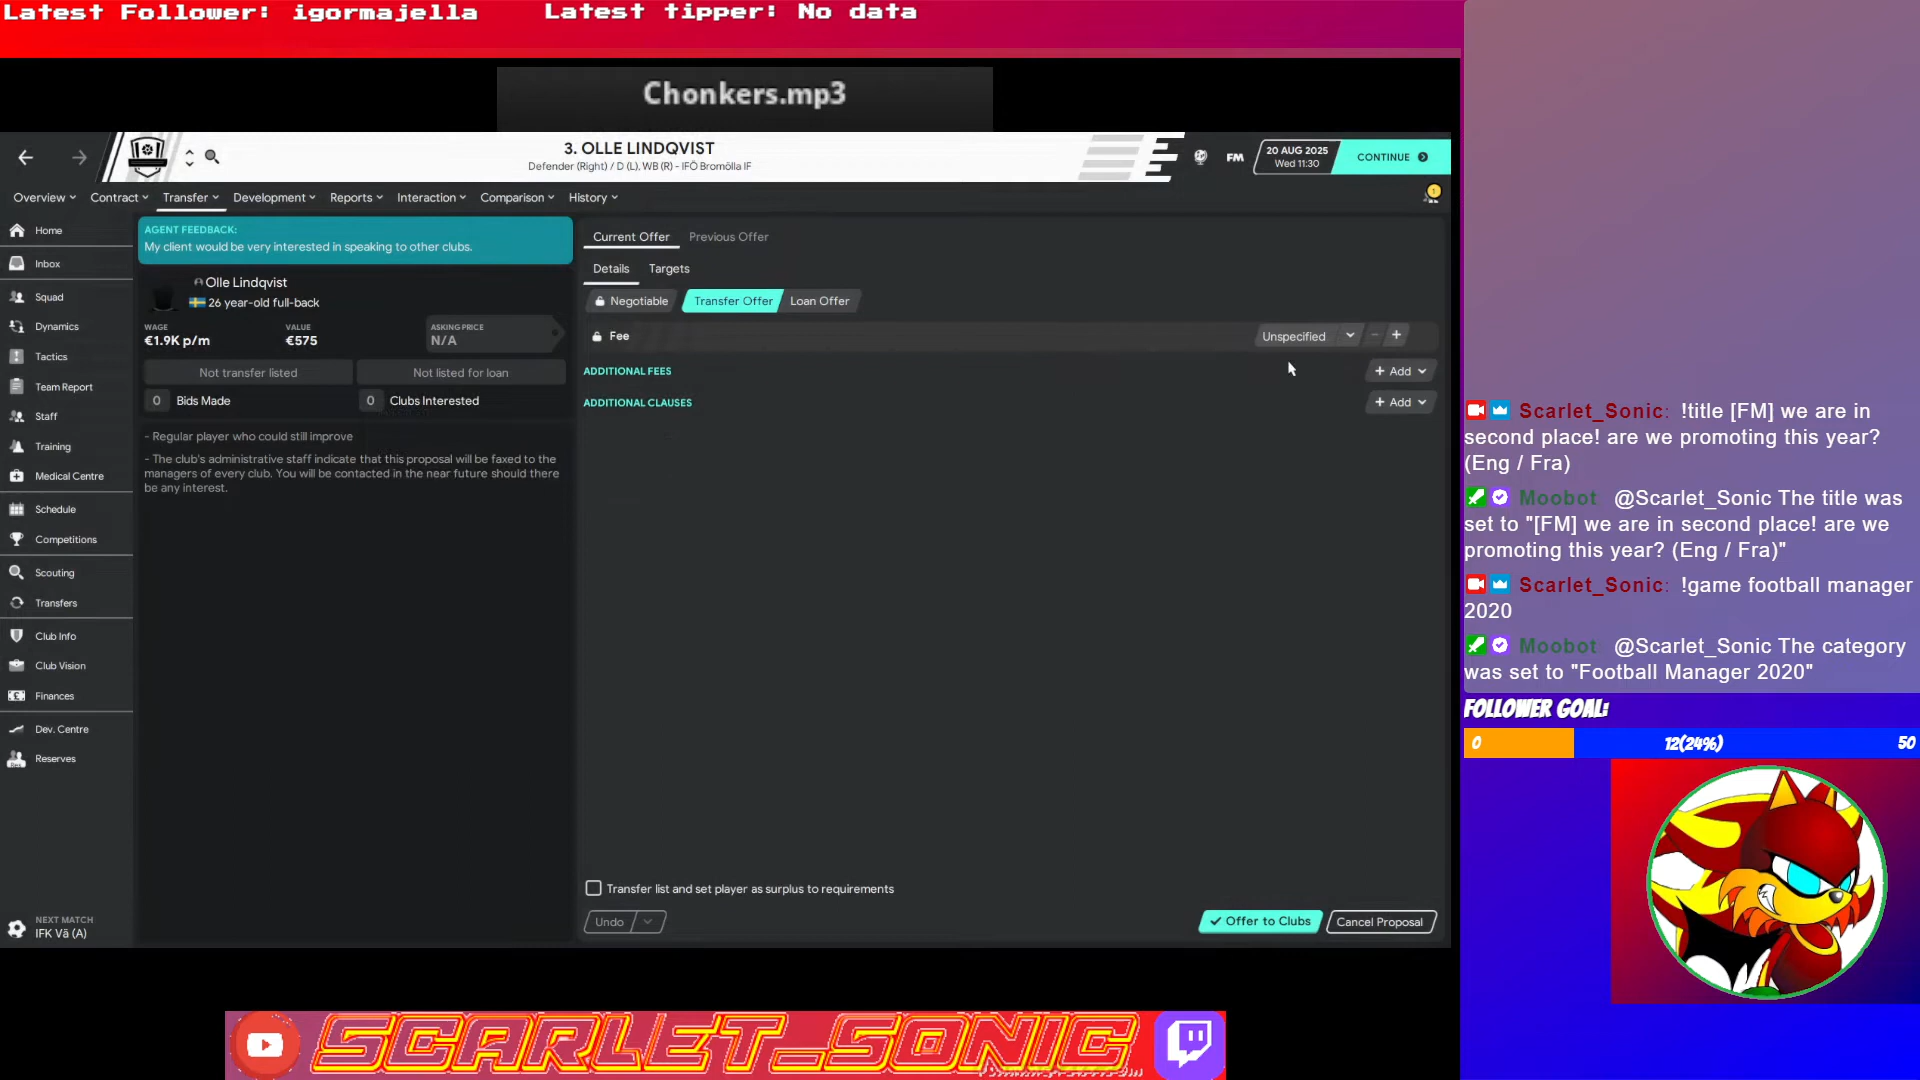 Latest Follower: igormajella
Latest tipper: No data
Chonkers.mp3
3. OLLE LINDQVIST
Defender (Right) / D (L), WB (R) - IFÖ Bromölla IF
FM
20 AUG 2025
Wed 11:30
CONTINUE
Overview
Contract
Transfer
Development
Reports
Interaction
Comparison
History
1
Home
Inbox
Squad
Dynamics
Tactics
Team Report
Staff
Training
Medical Centre
Schedule
Competitions
Scouting
Transfers
Club Info
Club Vision
Finances
Dev. Centre
Reserves
NEXT MATCH
IFK Vä (A)
AGENT FEEDBACK:
My client would be very interested in speaking to other clubs.
Olle Lindqvist
26 year-old full-back
WAGE
€1.9K p/m
VALUE
€575
ASKING PRICE
N/A
Not transfer listed
Not listed for loan
0 Bids Made
0 Clubs Interested
- Regular player who could still improve
- The club's administrative staff indicate that this proposal will be faxed to the
managers of every club. You will be contacted in the near future should there
be any interest.
Current Offer
Previous Offer
Details
Targets
Negotiable
Transfer Offer
Loan Offer
Fee
Unspecified
ADDITIONAL FEES
+ Add
ADDITIONAL CLAUSES
+ Add
Transfer list and set player as surplus to requirements
Undo
Offer to Clubs
Cancel Proposal
Scarlet_Sonic: !title [FM] we are in
second place! are we promoting this year?
(Eng / Fra)
Moobot: @Scarlet_Sonic The title was
set to "[FM] we are in second place! are we
promoting this year? (Eng / Fra)"
Scarlet_Sonic: !game football manager
2020
Moobot: @Scarlet_Sonic The category
was set to "Football Manager 2020"
FOLLOWER GOAL:
0
12(24%)
50
SCARLET_SONIC